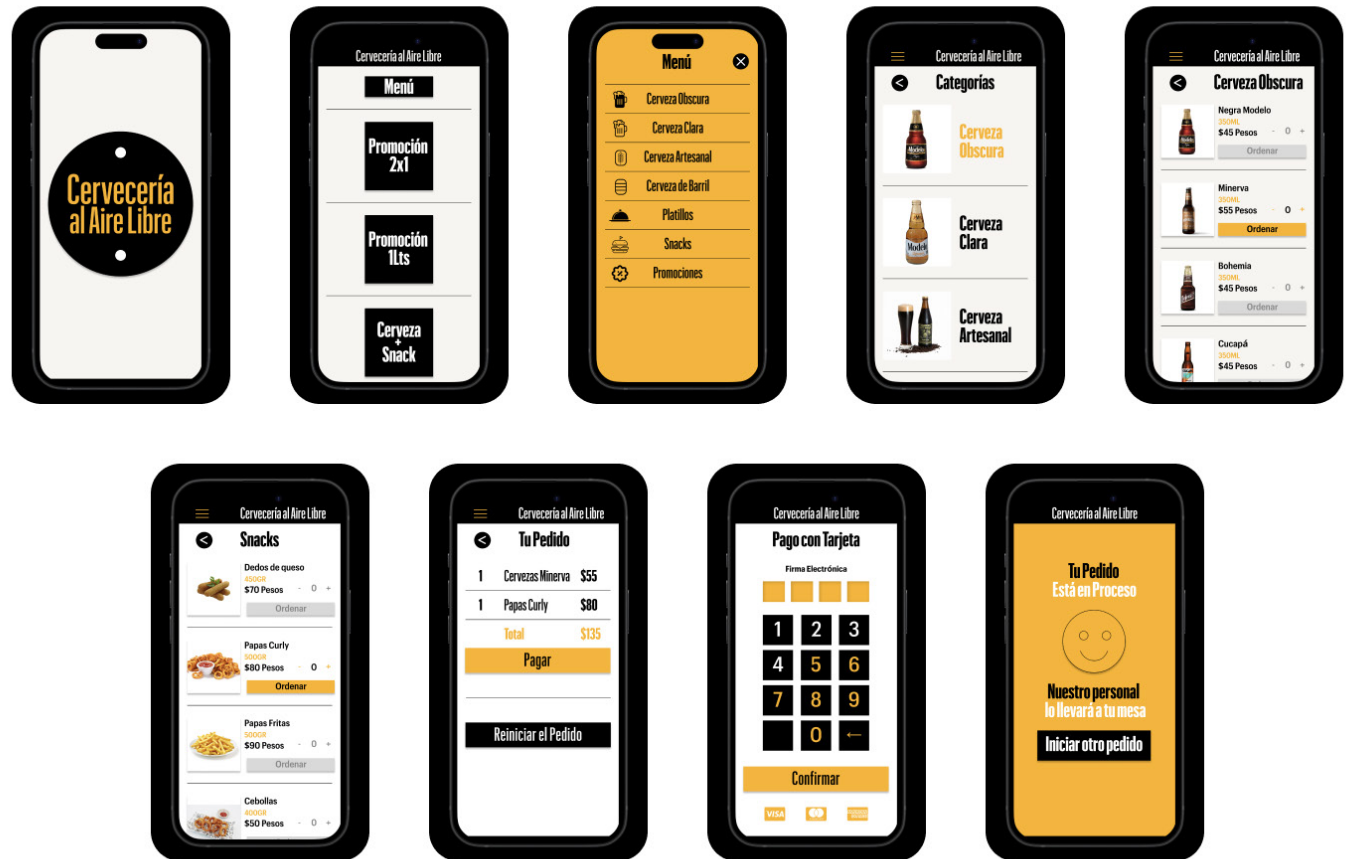 Cervecería
al Aire Libre
Cervecería al Aire Libre
Menú
Promoción
2x1
Promoción
1Lts
Cerveza
+
Snack
Menú
Cerveza Obscura
Cerveza Clara
Cerveza Artesanal
Cerveza de Barril
Platillos
Snacks
Promociones
Cervecería al Aire Libre
<
Categorías
Cerveza
Obscura
Cerveza
Clara
Cerveza
Artesanal
Cervecería al Aire Libre
<
Cerveza Obscura
Negra Modelo
350ML
$45 Pesos - 0 +
Ordenar
Minerva
350ML
$55 Pesos - 0 +
Ordenar
Bohemia
350ML
$45 Pesos - 0 +
Ordenar
Cucapá
350ML
$45 Pesos - 0 +
Cervecería al Aire Libre
<
Snacks
Dedos de queso
450GR
$70 Pesos - 0 +
Ordenar
Papas Curly
500GR
$80 Pesos - 0 +
Ordenar
Papas Fritas
500GR
$90 Pesos - 0 +
Ordenar
Cebollas
400GR
$50 Pesos - 0 +
Cervecería al Aire Libre
<
Tu Pedido
1 Cervezas Minerva $55
1 Papas Curly $80
Total $135
Pagar
Reiniciar el Pedido
Cervecería al Aire Libre
Pago con Tarjeta
Firma Electrónica
1 2 3
4 5 6
7 8 9
0 ←
Confirmar
VISA
Cervecería al Aire Libre
Tu Pedido
Está en Proceso
Nuestro personal
lo llevará a tu mesa
Iniciar otro pedido